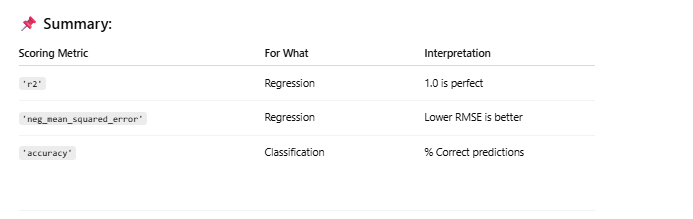 📌 Summary:
Scoring Metric For What Interpretation
'r2' Regression 1.0 is perfect
'neg_mean_squared_error' Regression Lower RMSE is better
'accuracy' Classification % Correct predictions